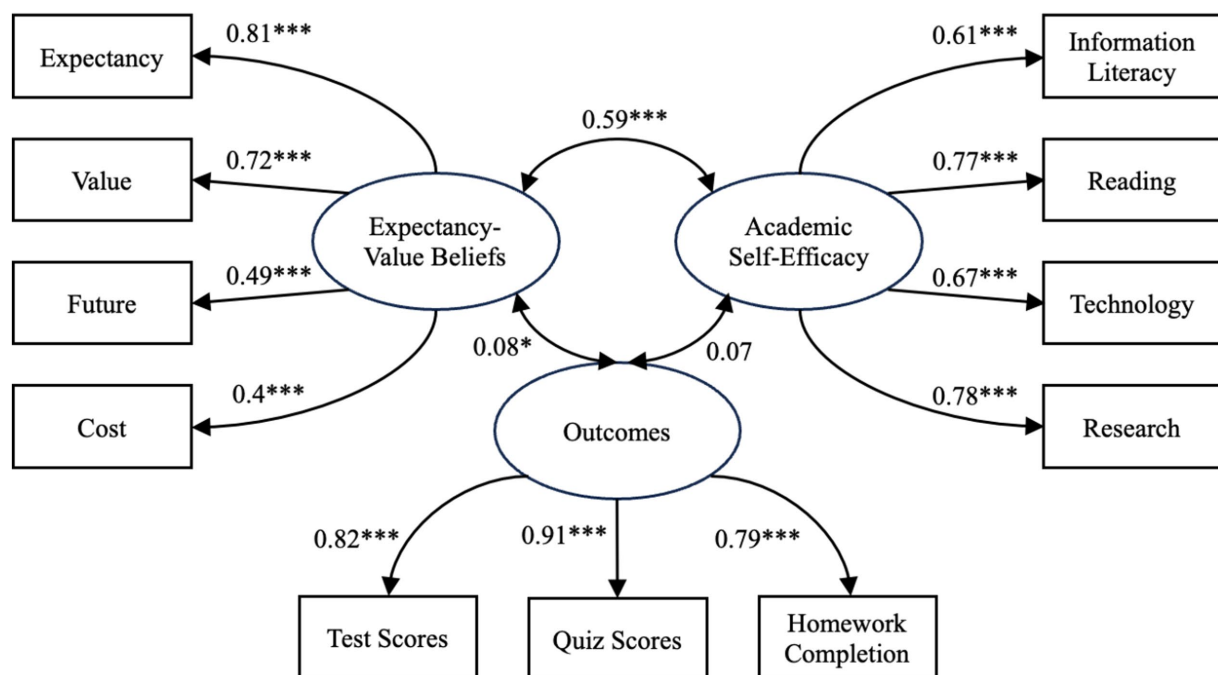 0.81***
Expectancy
0.61***
Information
Literacy
0.59***
0.72***
Value
0.77***
Reading
Expectancy-
Value Beliefs
Academic
Self-Efficacy
0.49***
Future
0.67***
Technology
0.08*
0.07
0.4***
Cost
0.78***
Research
Outcomes
0.82***
0.91***
0.79***
Test Scores
Quiz Scores
Homework
Completion